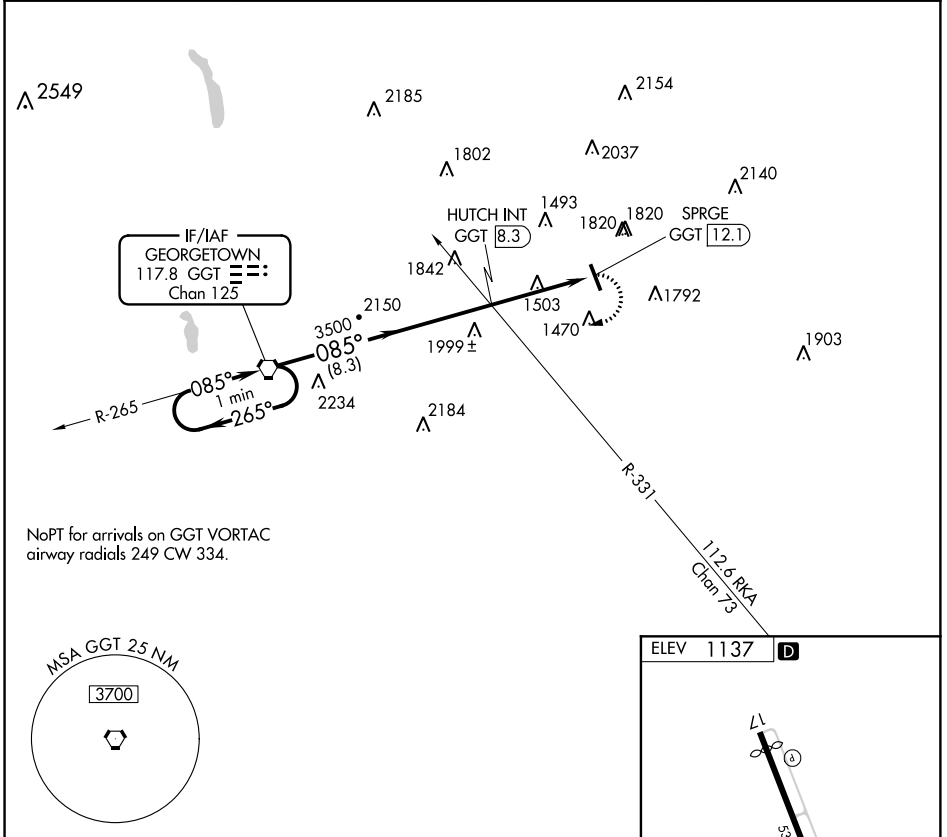 2549
2185
2154
1802
2037
2140
1493
HUTCH INT
GGT 8.3
1820 1820
SPRGE
GGT 12.1
IF/IAF
GEORGETOWN
117.8 GGT
Chan 125
1842
1503
1792
3500
2150
085°
(8.3)
1999 ±
1470
1903
085°
1 min
265°
R-265
2234
2184
R-331
112.6 RKA
Chan 73
NoPT for arrivals on GGT VORTAC
airway radials 249 CW 334.
MSA GGT 25 NM
3700
ELEV 1137 D
17
P